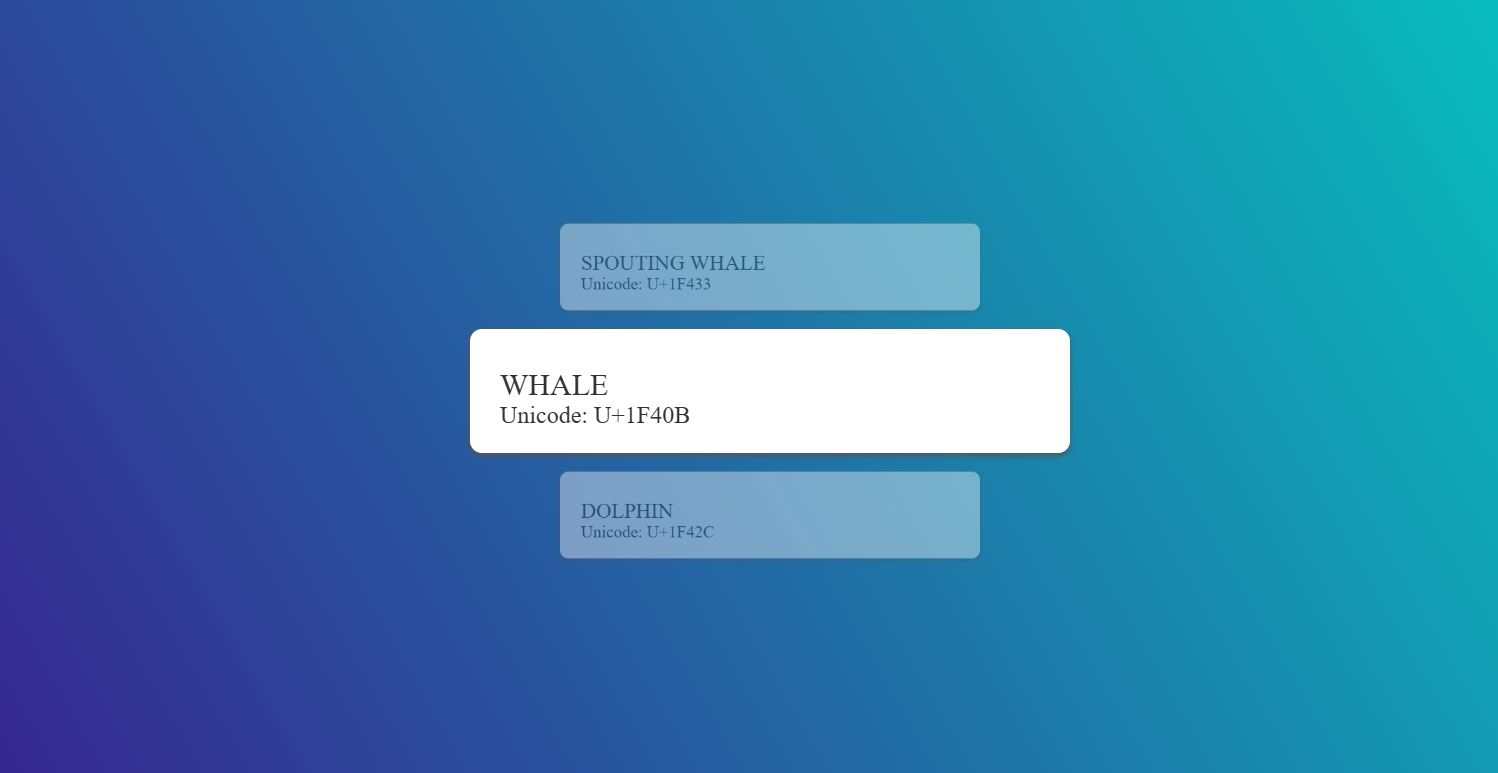 SPOUTING WHALE
Unicode: U+1F433
WHALE
Unicode: U+1F40B
DOLPHIN
Unicode: U+1F42C